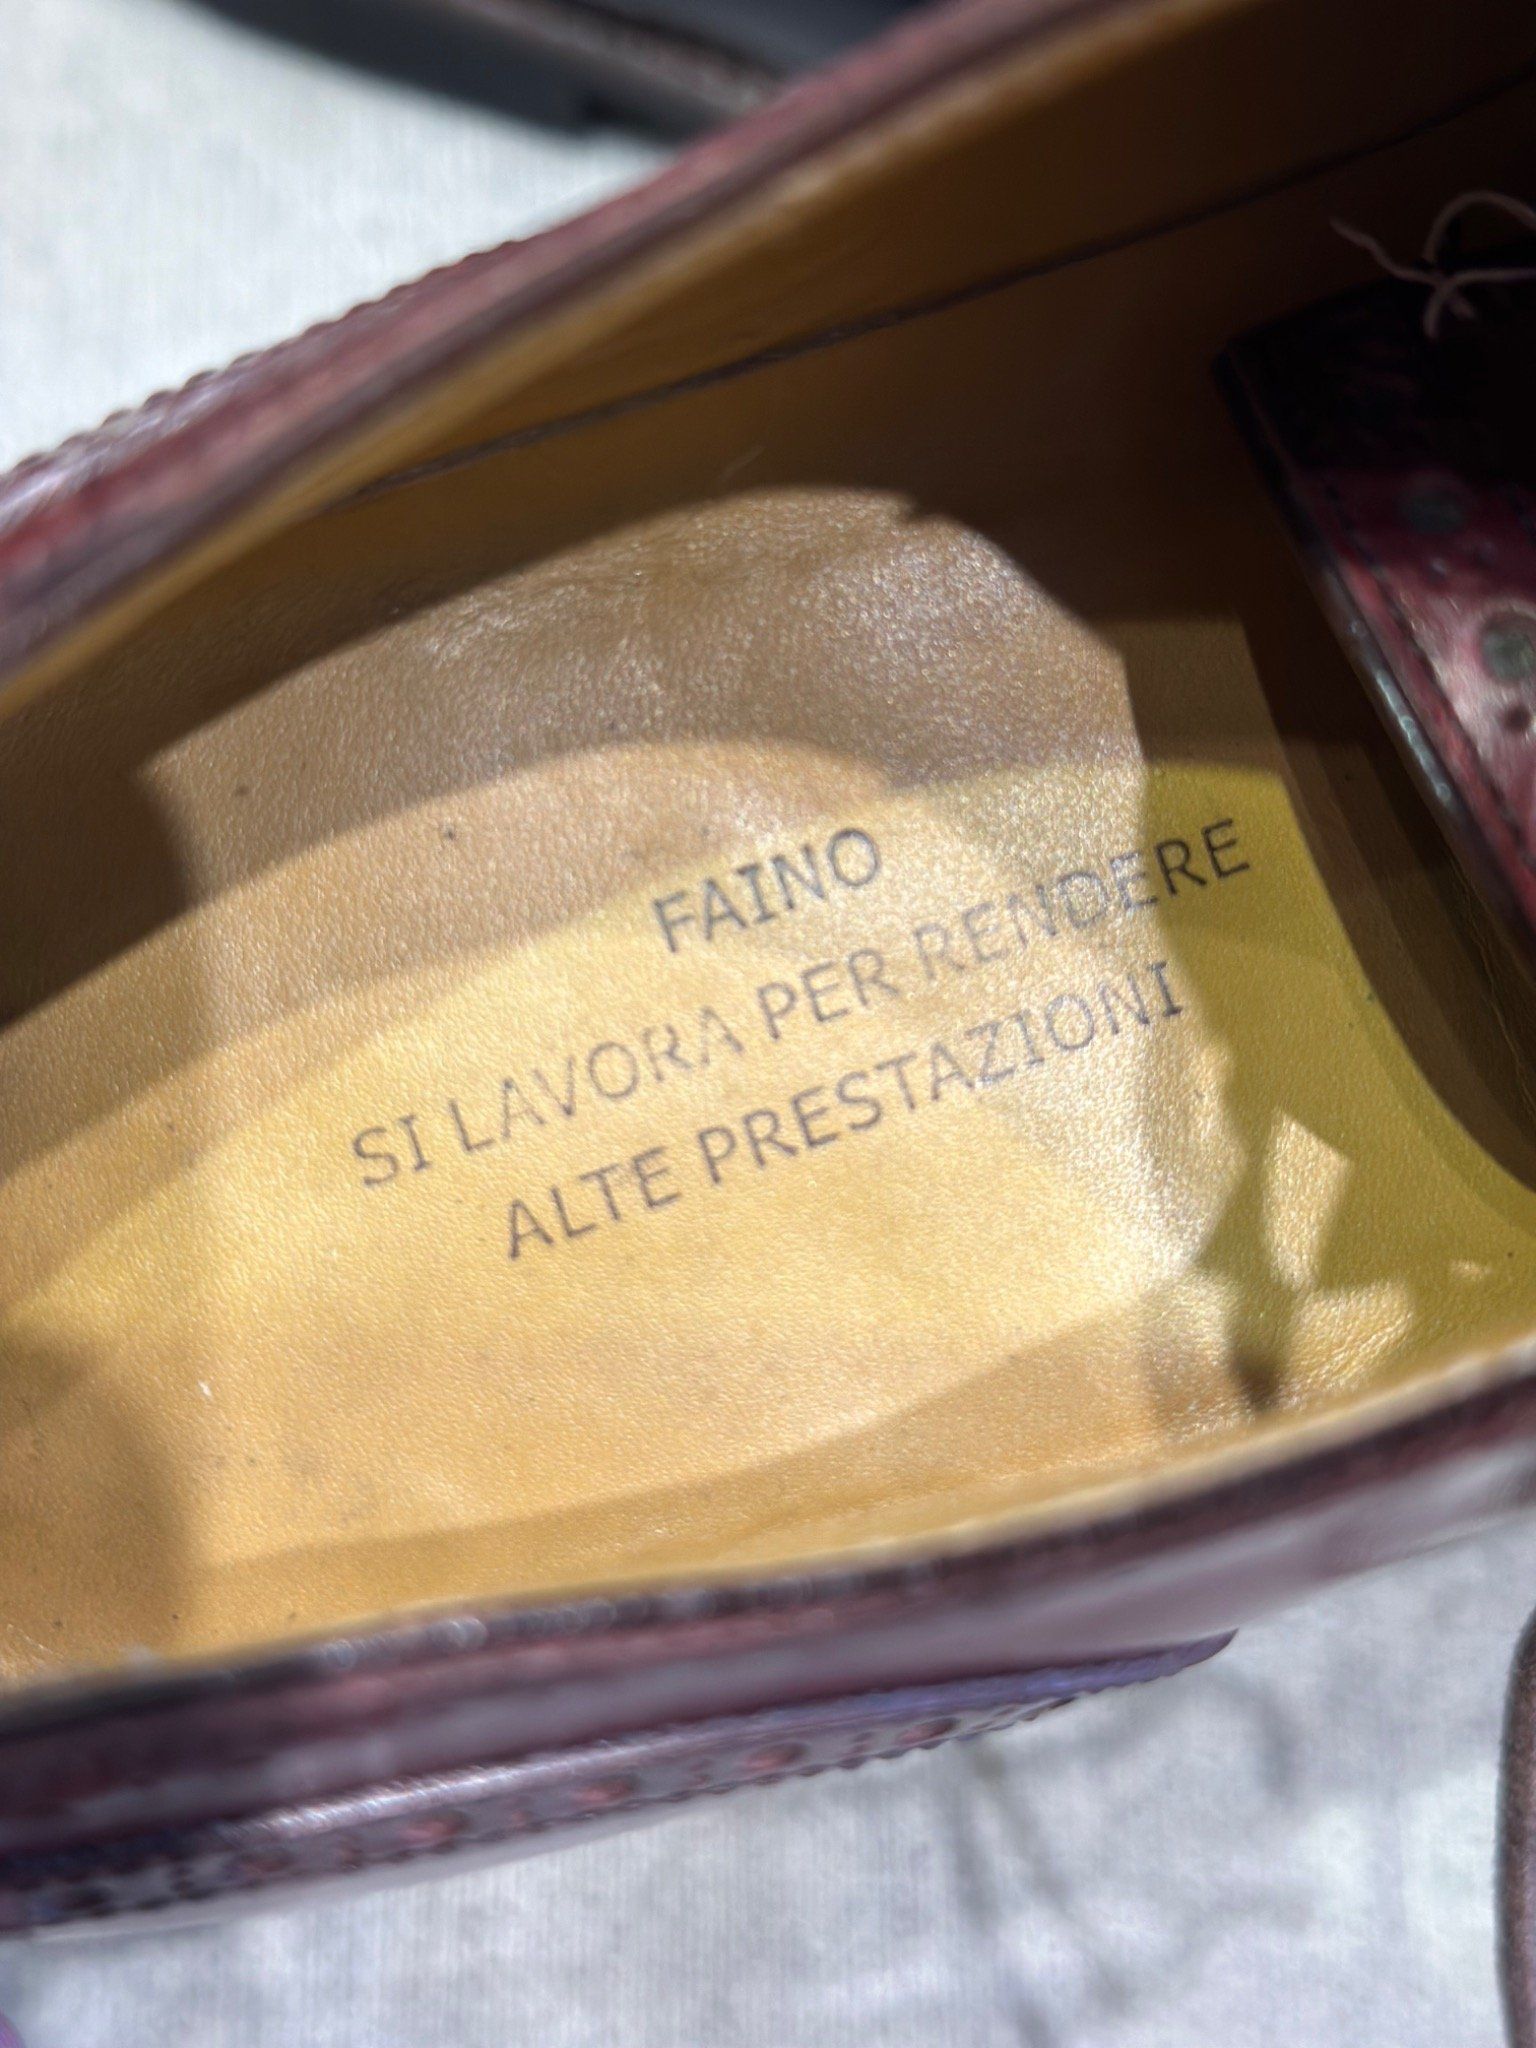 FAINO
SI LAVORA PER RENDERE
ALTE PRESTAZIONI